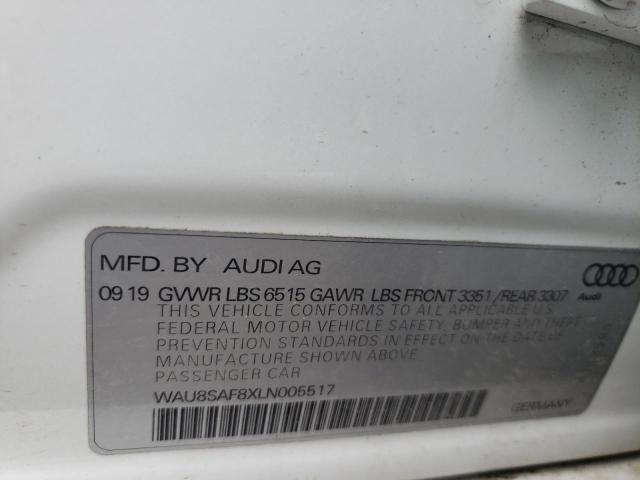 MFD. BY AUDI AG
09 19 GVWR LBS 6515 GAWR LBS FRONT 3351 /REAR 3307
Audi
THIS VEHICLE CONFORMS TO ALL APPLICABLE U.S.
FEDERAL MOTOR VEHICLE SAFETY, BUMPER AND THEFT
PREVENTION STANDARDS IN EFFECT ON THE DATE OF
MANUFACTURE SHOWN ABOVE
PASSENGER CAR
WAU8SAF8XLN005517
GERMANY